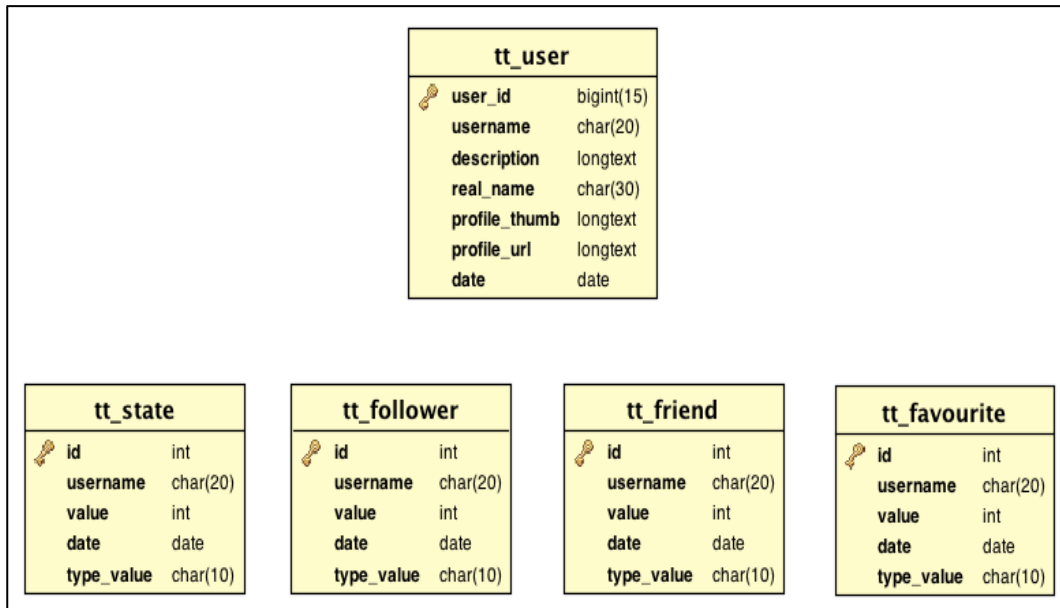 tt_user
user_id bigint(15)
username char(20)
description longtext
real_name char(30)
profile_thumb longtext
profile_url longtext
date date
tt_state
id int
username char(20)
value int
date date
type_value char(10)
tt_follower
id int
username char(20)
value int
date date
type_value char(10)
tt_friend
id int
username char(20)
value int
date date
type_value char(10)
tt_favourite
id int
username char(20)
value int
date date
type_value char(10)